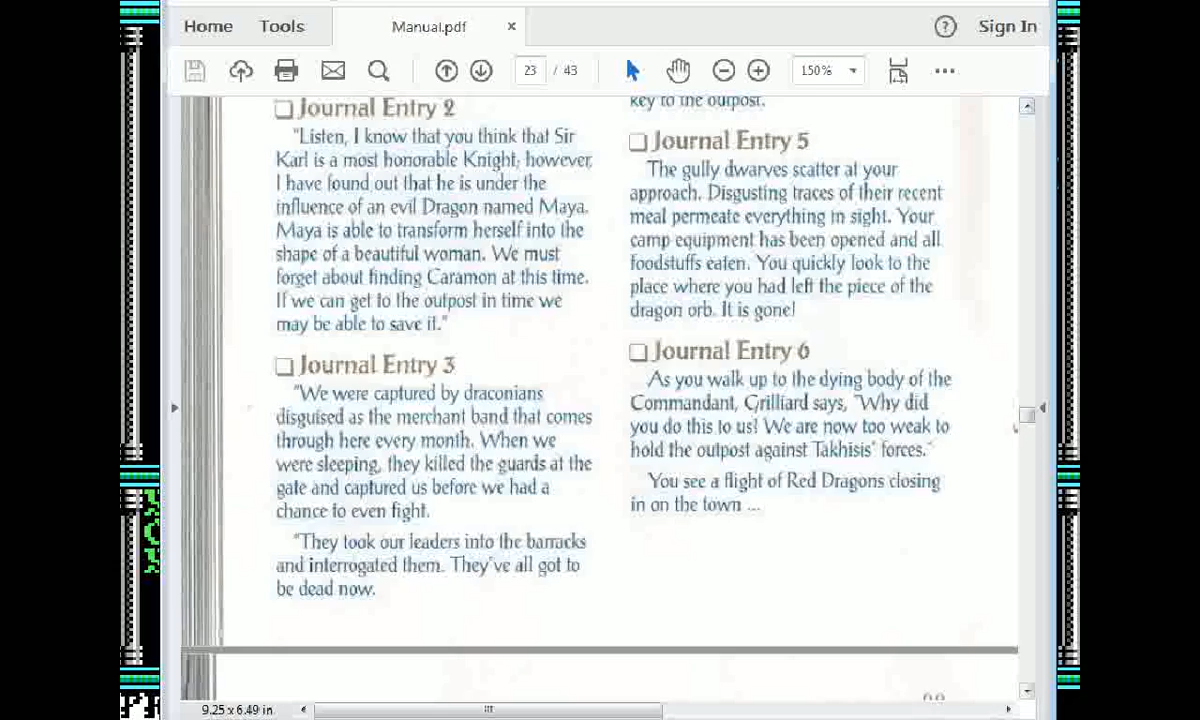 Home Tools Manual.pdf × ? Sign In
23 / 43 150%
Journal Entry 2
"Listen, I know that you think that Sir
Karl is a most honorable Knight; however,
I have found out that he is under the
influence of an evil Dragon named Maya.
Maya is able to transform herself into the
shape of a beautiful woman. We must
forget about finding Caramon at this time.
If we can get to the outpost in time we
may be able to save it."
Journal Entry 3
"We were captured by draconians
disguised as the merchant band that comes
through here every month. When we
were sleeping, they killed the guards at the
gate and captured us before we had a
chance to even fight.
"They took our leaders into the barracks
and interrogated them. They've all got to
be dead now.
key to the outpost.
Journal Entry 5
The gully dwarves scatter at your
approach. Disgusting traces of their recent
meal permeate everything in sight. Your
camp equipment has been opened and all
foodstuffs eaten. You quickly look to the
place where you had left the piece of the
dragon orb. It is gone!
Journal Entry 6
As you walk up to the dying body of the
Commandant, Grilliard says, "Why did
you do this to us! We are now too weak to
hold the outpost against Takhisis' forces."
You see a flight of Red Dragons closing
in on the town ...
9.25 x 6.49 in.